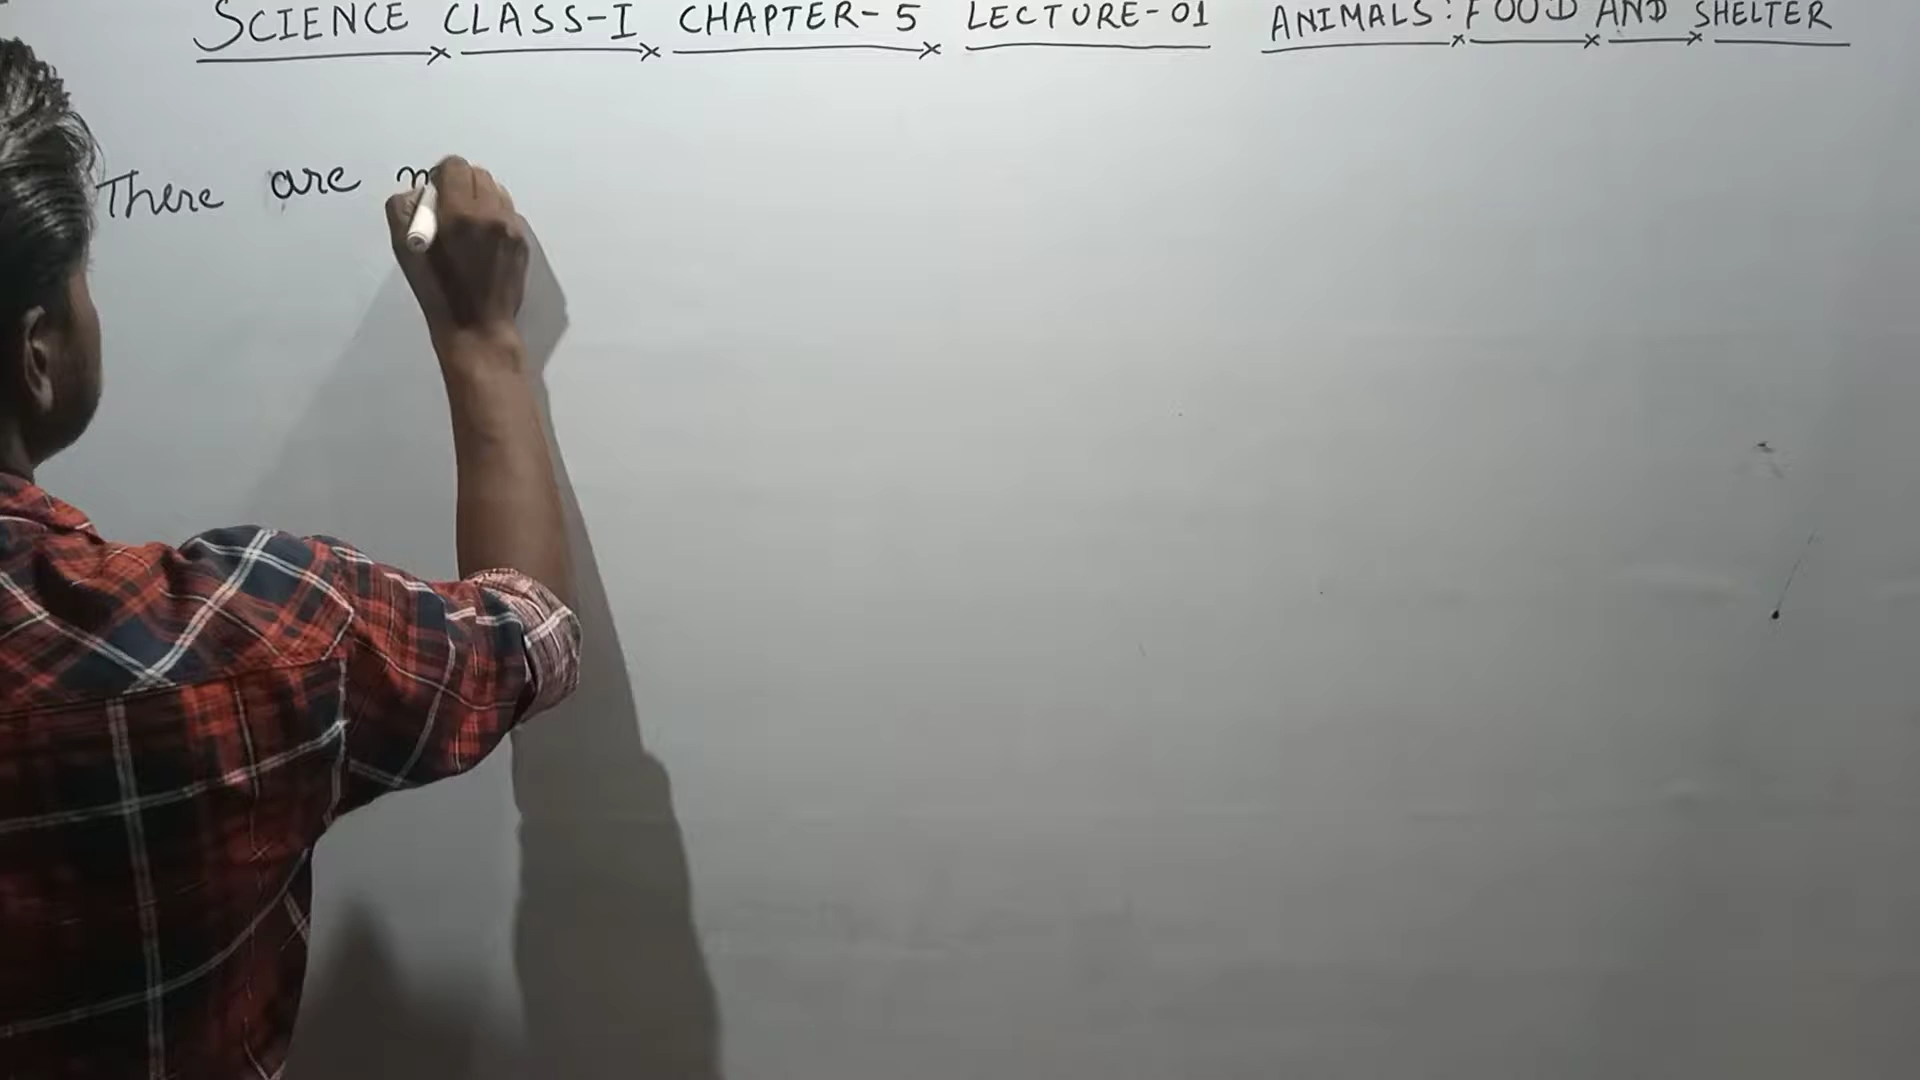 SCIENCE CLASS-I CHAPTER-5 LECTURE-01 ANIMALS: FOOD AND SHELTER
There are